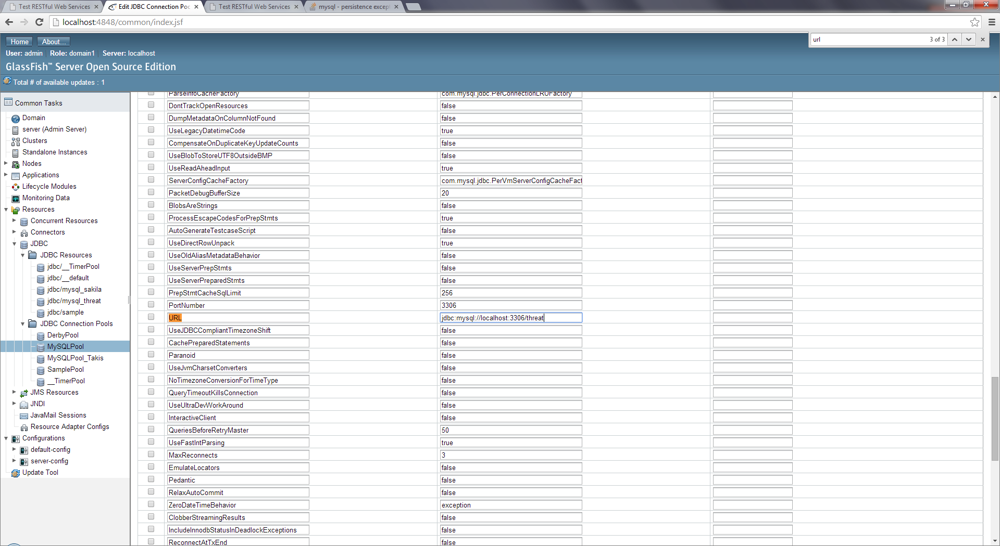 Test RESTful Web Services
Edit JDBC Connection Poo
Test RESTful Web Services
mysql - persistence excep
localhost:4848/common/index.jsf
url
3 of 3
Home
About...
User: admin
Role: domain1
Server: localhost
GlassFish™ Server Open Source Edition
Total # of available updates : 1
Common Tasks
Domain
server (Admin Server)
Clusters
Standalone Instances
Nodes
Applications
Lifecycle Modules
Monitoring Data
Resources
Concurrent Resources
Connectors
JDBC
JDBC Resources
jdbc/__TimerPool
jdbc/__default
jdbc/mysql_sakila
jdbc/mysql_threat
jdbc/sample
JDBC Connection Pools
DerbyPool
MySQLPool
MySQLPool_Takis
SamplePool
__TimerPool
JMS Resources
JNDI
JavaMail Sessions
Resource Adapter Configs
Configurations
default-config
server-config
Update Tool
ParseInfoCacheFactory com.mysql.jdbc.PerConnectionLRUFactory
DontTrackOpenResources false
DumpMetadataOnColumnNotFound false
UseLegacyDatetimeCode true
CompensateOnDuplicateKeyUpdateCounts false
UseBlobToStoreUTF8OutsideBMP false
UseReadAheadInput true
ServerConfigCacheFactory com.mysql.jdbc.PerVmServerConfigCacheFact
PacketDebugBufferSize 20
BlobsAreStrings false
ProcessEscapeCodesForPrepStmts true
AutoGenerateTestcaseScript false
UseDirectRowUnpack true
UseOldAliasMetadataBehavior false
UseServerPrepStmts false
UseServerPreparedStmts false
PrepStmtCacheSqlLimit 256
PortNumber 3306
URL jdbc:mysql://localhost:3306/threat
UseJDBCCompliantTimezoneShift false
CachePreparedStatements false
Paranoid false
UseJvmCharsetConverters false
NoTimezoneConversionForTimeType false
QueryTimeoutKillsConnection false
UseUltraDevWorkAround false
InteractiveClient false
QueriesBeforeRetryMaster 50
UseFastIntParsing true
MaxReconnects 3
EmulateLocators false
Pedantic false
RelaxAutoCommit false
ZeroDateTimeBehavior exception
ClobberStreamingResults false
IncludeInnodbStatusInDeadlockExceptions false
ReconnectAtTxEnd false